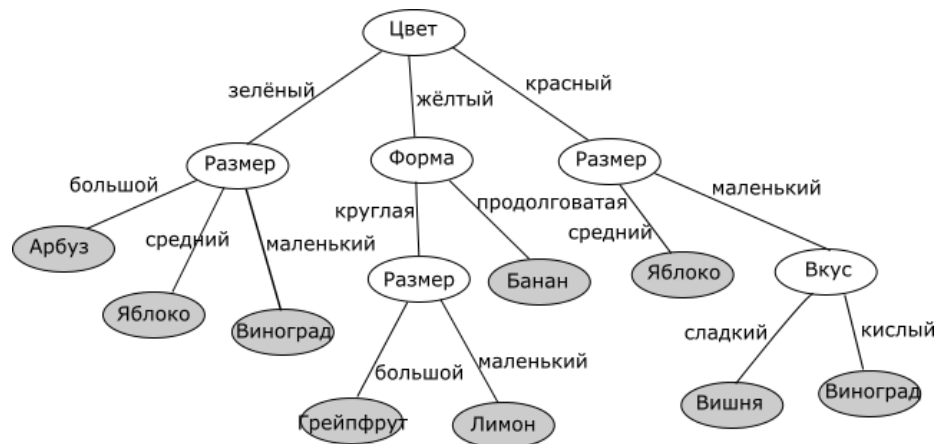 Цвет
зелёный
жёлтый
красный
Размер
Форма
Размер
большой
средний
маленький
круглая
продолговатая
средний
маленький
Арбуз
Яблоко
Виноград
Размер
Банан
Яблоко
Вкус
большой
маленький
сладкий
кислый
Грейпфрут
Лимон
Вишня
Виноград